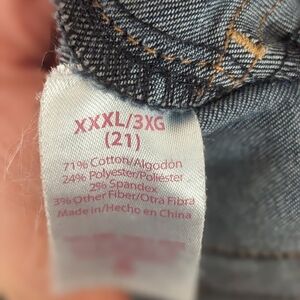 XXXL/3XG
(21)
71% Cotton/Algodón
24% Polyester/Poliéster
2% Spandex
3% Other Fiber/Otra Fibra
Made in/Hecho en China